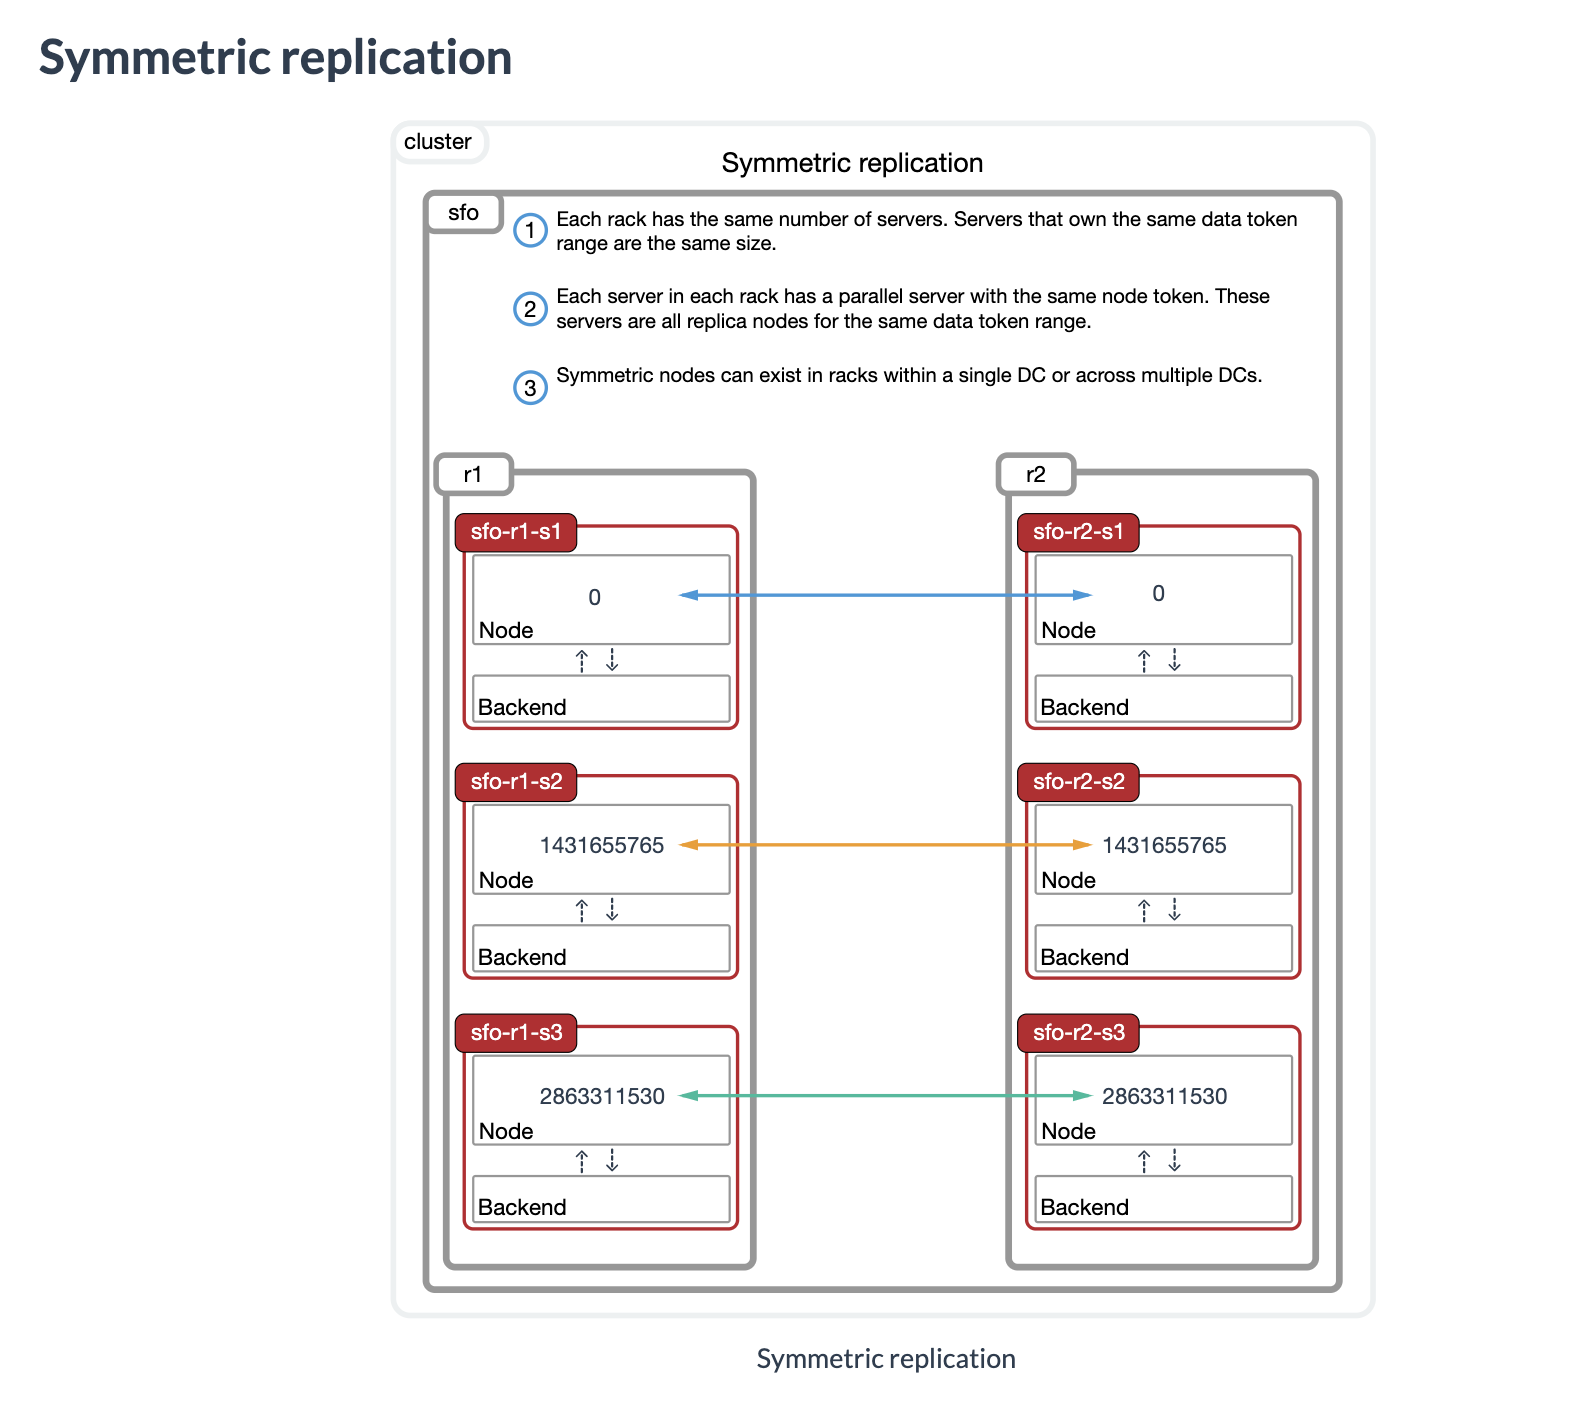 Symmetric replication
cluster
Symmetric replication
sfo
1
Each rack has the same number of servers. Servers that own the same data token
range are the same size.
2
Each server in each rack has a parallel server with the same node token. These
servers are all replica nodes for the same data token range.
3
Symmetric nodes can exist in racks within a single DC or across multiple DCs.
r1
sfo-r1-s1
0
Node
Backend
sfo-r1-s2
1431655765
Node
Backend
sfo-r1-s3
2863311530
Node
Backend
r2
sfo-r2-s1
0
Node
Backend
sfo-r2-s2
1431655765
Node
Backend
sfo-r2-s3
2863311530
Node
Backend
Symmetric replication